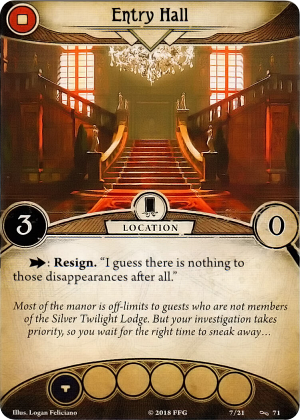 Entry Hall
3
LOCATION
0
: Resign. “I guess there is nothing to
those disappearances after all.”
Most of the manor is off-limits to guests who are not members
of the Silver Twilight Lodge. But your investigation takes
priority, so you wait for the right time to sneak away…
Illus. Logan Feliciano © 2018 FFG 7/21 71